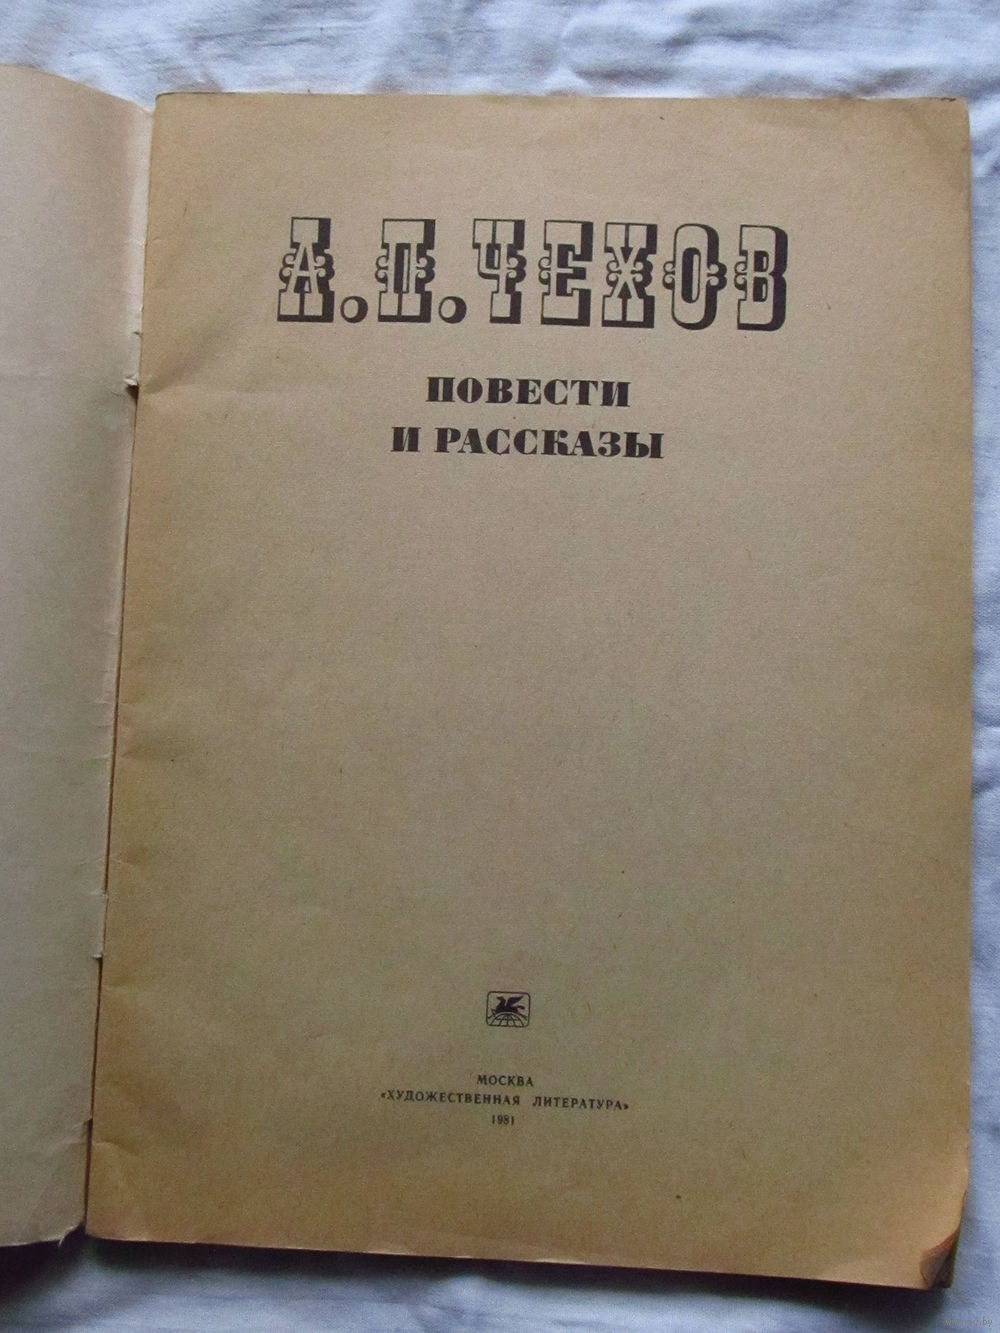 А.П.ЧЕХОВ
ПОВЕСТИ
И РАССКАЗЫ
МОСКВА
«ХУДОЖЕСТВЕННАЯ ЛИТЕРАТУРА»
1981